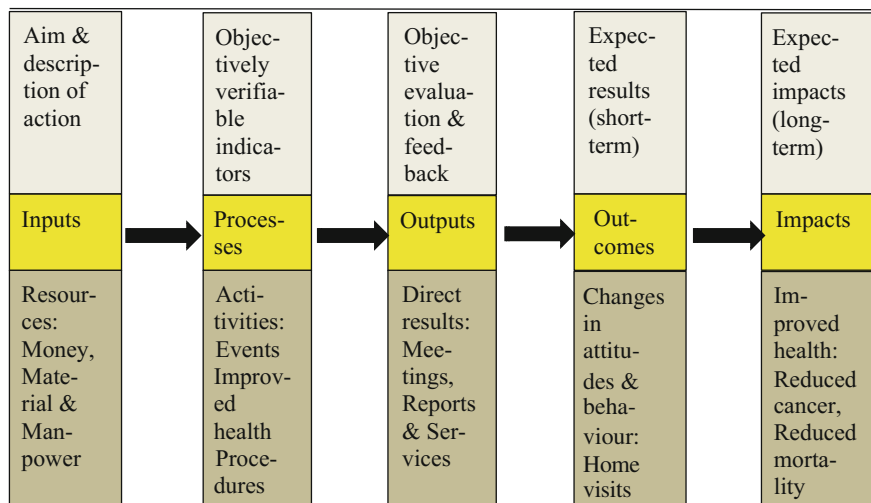 Aim &
descrip-
tion of
action
Objec-
tively
verifia-
ble
indica-
tors
Objec-
tive
evalua-
tion &
feed-
back
Expec-
ted
results
(short-
term)
Expec-
ted
impacts
(long-
term)
Inputs
Proces-
ses
Outputs
Out-
comes
Impacts
Resour-
ces:
Money,
Mate-
rial &
Man-
power
Acti-
tivities:
Events
Improv-
ed
health
Proce-
dures
Direct
results:
Mee-
tings,
Reports
& Ser-
vices
Changes
in
attitu-
des &
beha-
viour:
Home
visits
Im-
proved
health:
Reduced
cancer,
Reduced
morta-
lity